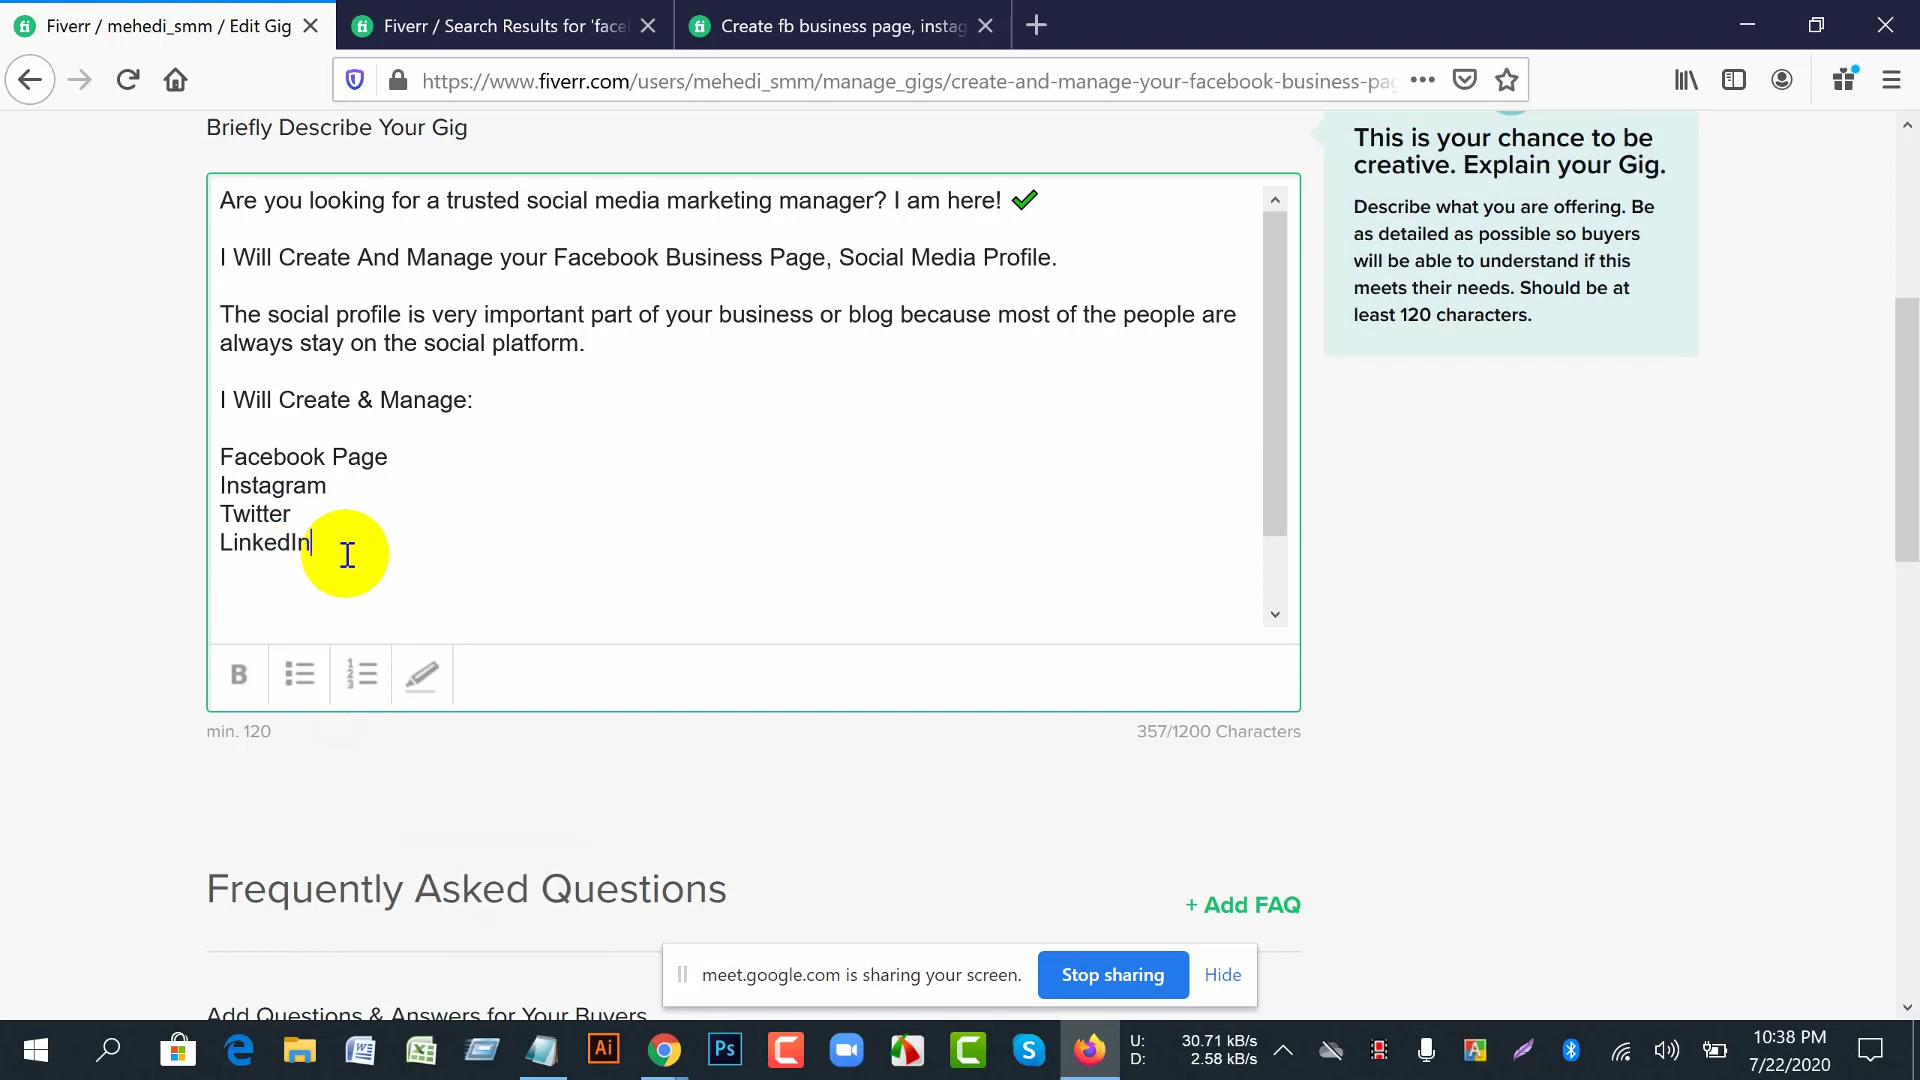 Fiverr / mehedi_smm / Edit Gig
Fiverr / Search Results for 'face
Create fb business page, instag
https://www.fiverr.com/users/mehedi_smm/manage_gigs/create-and-manage-your-facebook-business-pag
Briefly Describe Your Gig
Are you looking for a trusted social media marketing manager? I am here!
I Will Create And Manage your Facebook Business Page, Social Media Profile.
The social profile is very important part of your business or blog because most of the people are
always stay on the social platform.
I Will Create & Manage:
Facebook Page
Instagram
Twitter
LinkedIn
B
min. 120
357/1200 Characters
This is your chance to be
creative. Explain your Gig.
Describe what you are offering. Be
as detailed as possible so buyers
will be able to understand if this
meets their needs. Should be at
least 120 characters.
Frequently Asked Questions
+ Add FAQ
Add Questions & Answers for Your Buyers
meet.google.com is sharing your screen.
Stop sharing
Hide
U: 30.71 kB/s
D: 2.58 kB/s
10:38 PM
7/22/2020